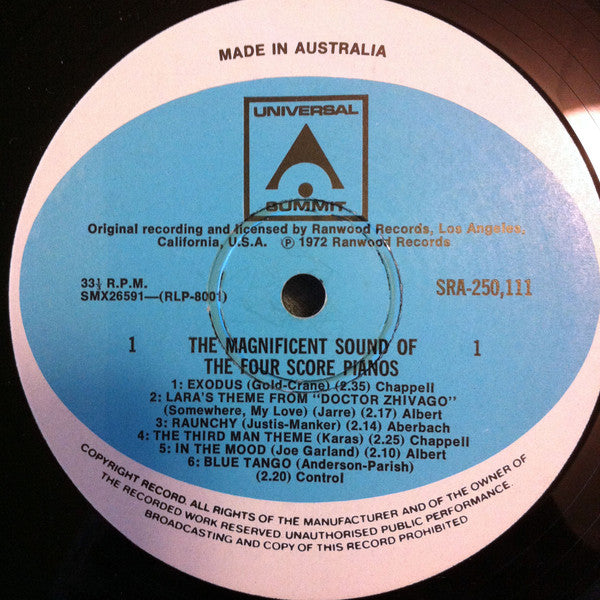 MADE IN AUSTRALIA
UNIVERSAL
SUMMIT
Original recording and licensed by Ranwood Records, Los Angeles,
California, U.S.A. Ⓟ 1972 Ranwood Records
33⅓ R.P.M.
SMX26591—(RLP-8001)
SRA-250,111
1 THE MAGNIFICENT SOUND OF 1
THE FOUR SCORE PIANOS
1: EXODUS (Gold-Crane) (2.35) Chappell
2: LARA'S THEME FROM "DOCTOR ZHIVAGO"
(Somewhere, My Love) (Jarre) (2.17) Albert
3: RAUNCHY (Justis-Manker) (2.14) Aberbach
4: THE THIRD MAN THEME (Karas) (2.25) Chappell
5: IN THE MOOD (Joe Garland) (2.10) Albert
6: BLUE TANGO (Anderson-Parish)
(2.20) Control
COPYRIGHT RECORD. ALL RIGHTS OF THE MANUFACTURER AND OF THE OWNER OF
THE RECORDED WORK RESERVED UNAUTHORISED PUBLIC PERFORMANCE.
BROADCASTING AND COPY OF THIS RECORD PROHIBITED